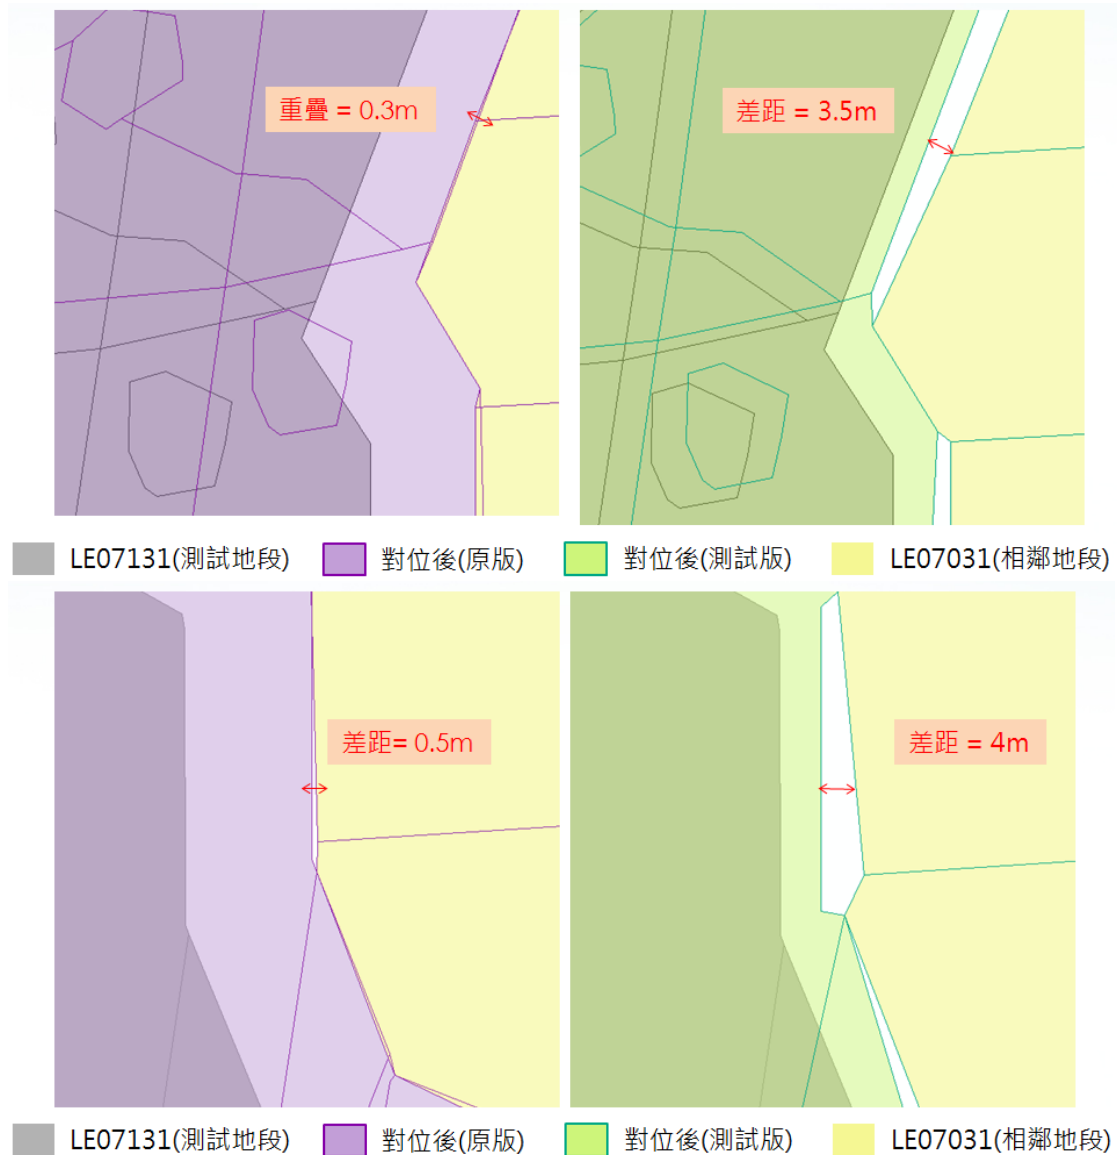 重疊 = 0.3m
差距 = 3.5m
LE07131(測試地段) 對位後(原版) 對位後(測試版) LE07031(相鄰地段)
差距= 0.5m
差距 = 4m
LE07131(測試地段) 對位後(原版) 對位後(測試版) LE07031(相鄰地段)